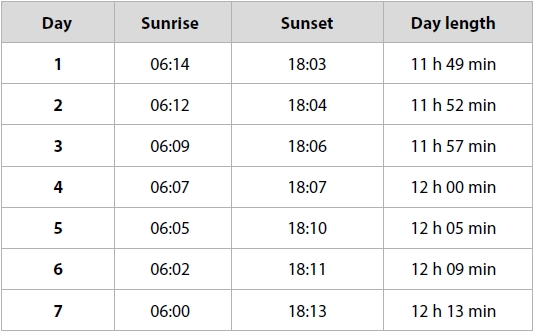 Day Sunrise Sunset Day length
1 06:14 18:03 11 h 49 min
2 06:12 18:04 11 h 52 min
3 06:09 18:06 11 h 57 min
4 06:07 18:07 12 h 00 min
5 06:05 18:10 12 h 05 min
6 06:02 18:11 12 h 09 min
7 06:00 18:13 12 h 13 min